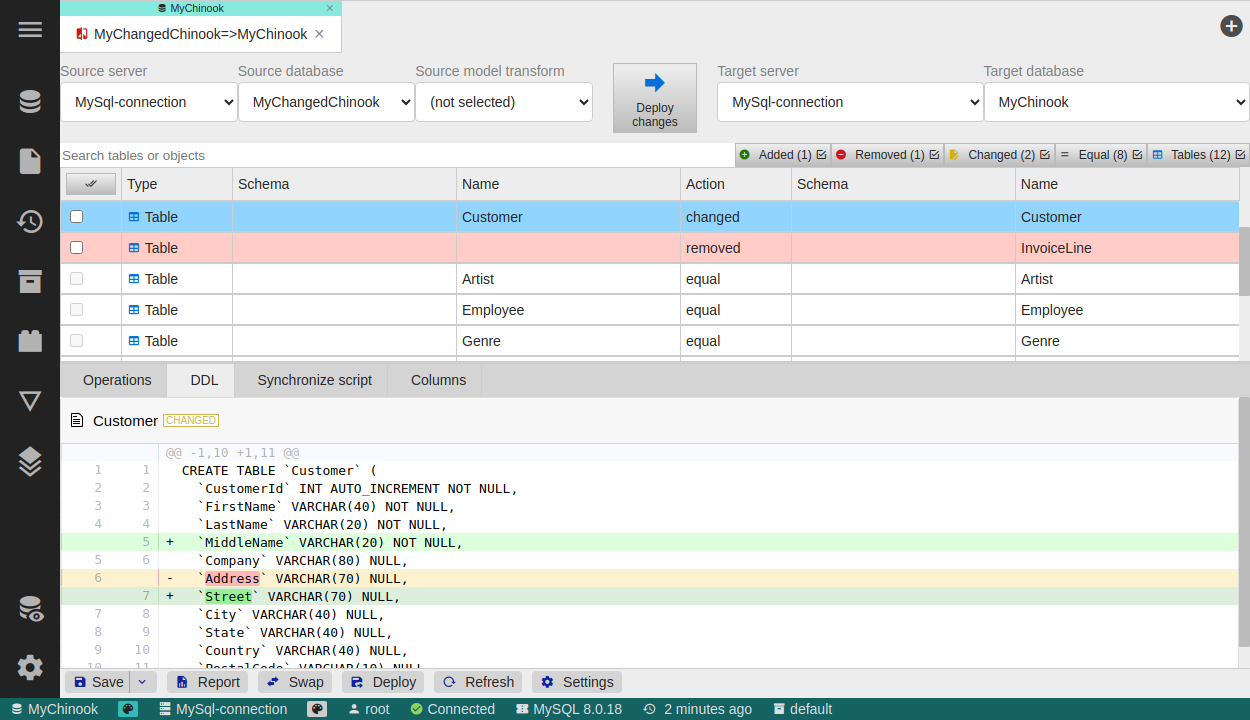 MyChinook ×
MyChangedChinook=>MyChinook ×
Source server Source database Source model transform Target server Target database
MySql-connection MyChangedChinook (not selected) Deploy changes MySql-connection MyChinook
Search tables or objects Added (1) Removed (1) Changed (2) = Equal (8) Tables (12)
Type Schema Name Action Schema Name
Table Customer changed Customer
Table removed InvoiceLine
Table Artist equal Artist
Table Employee equal Employee
Table Genre equal Genre
Operations DDL Synchronize script Columns
Customer CHANGED
@@ -1,10 +1,11 @@
1 1 CREATE TABLE `Customer` (
2 2 `CustomerId` INT AUTO_INCREMENT NOT NULL,
3 3 `FirstName` VARCHAR(40) NOT NULL,
4 4 `LastName` VARCHAR(20) NOT NULL,
5 + `MiddleName` VARCHAR(20) NOT NULL,
5 6 `Company` VARCHAR(80) NULL,
6 - `Address` VARCHAR(70) NULL,
7 + `Street` VARCHAR(70) NULL,
7 8 `City` VARCHAR(40) NULL,
8 9 `State` VARCHAR(40) NULL,
9 10 `Country` VARCHAR(40) NULL,
10 11 `PostalCode` VARCHAR(10) NULL
Save Report Swap Deploy Refresh Settings
MyChinook MySql-connection root Connected MySQL 8.0.18 2 minutes ago default